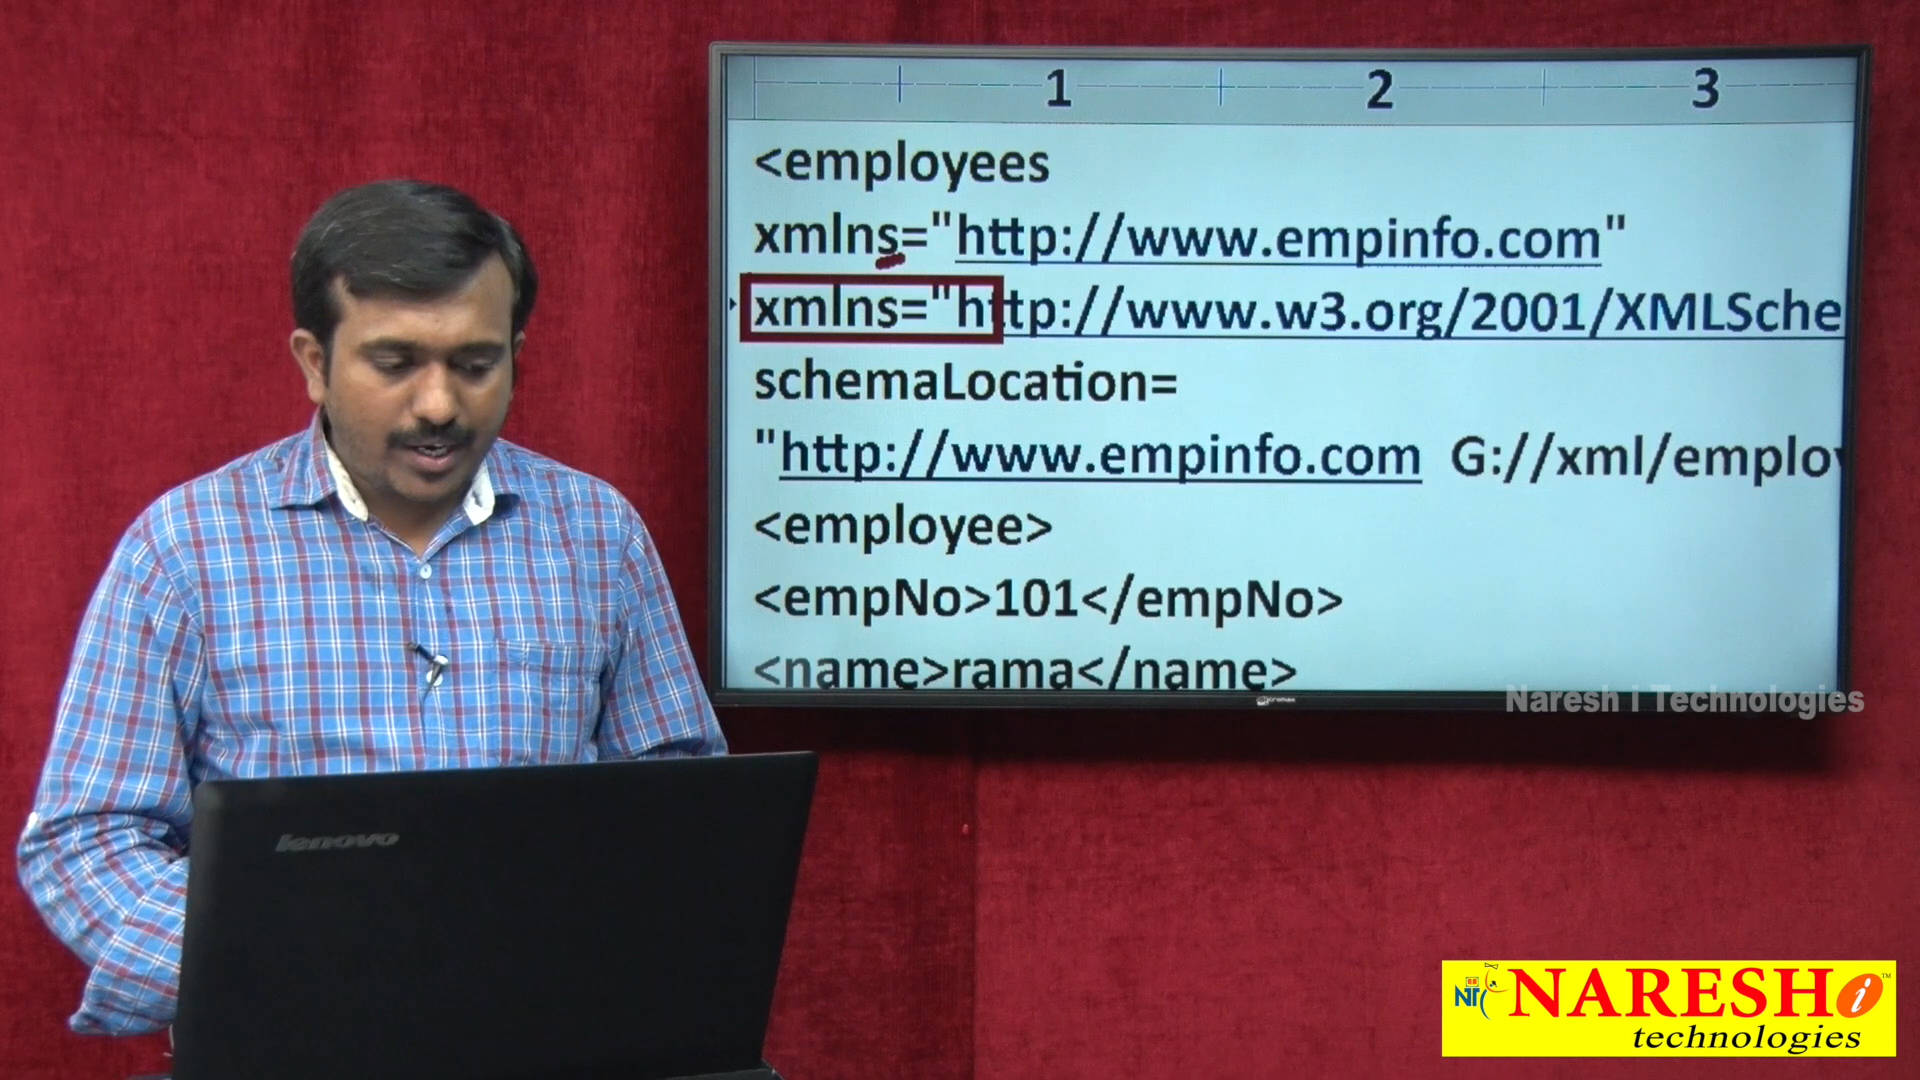 1 2 3
<employees
xmlns="http://www.empinfo.com"
xmlns="http://www.w3.org/2001/XMLSche
schemaLocation=
"http://www.empinfo.com G://xml/employ
<employee>
<empNo>101</empNo>
<name>rama</name>
Naresh i Technologies
lenovo
NARESH i
technologies